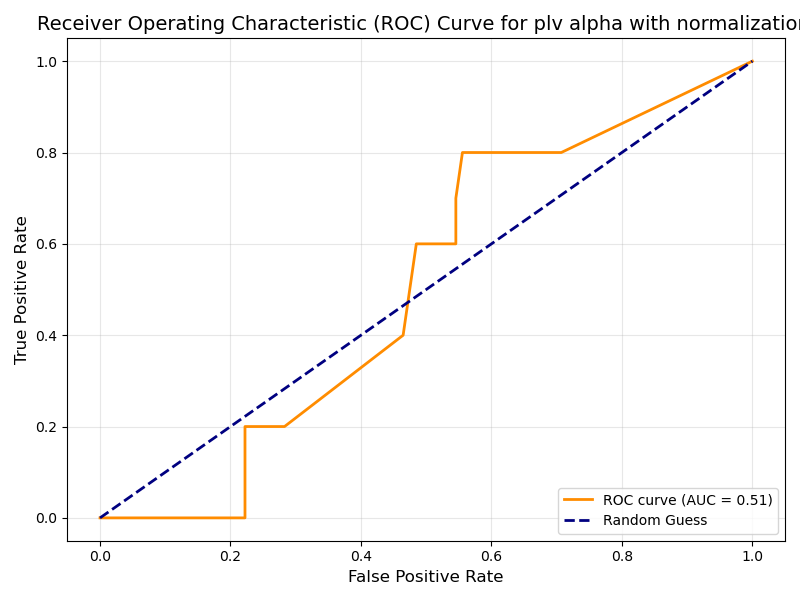 Receiver Operating Characteristic (ROC) Curve for plv alpha with normalization
1.0
0.8
0.6
0.4
0.2
0.0
True Positive Rate
ROC curve (AUC = 0.51)
Random Guess
0.0 0.2 0.4 0.6 0.8 1.0
False Positive Rate